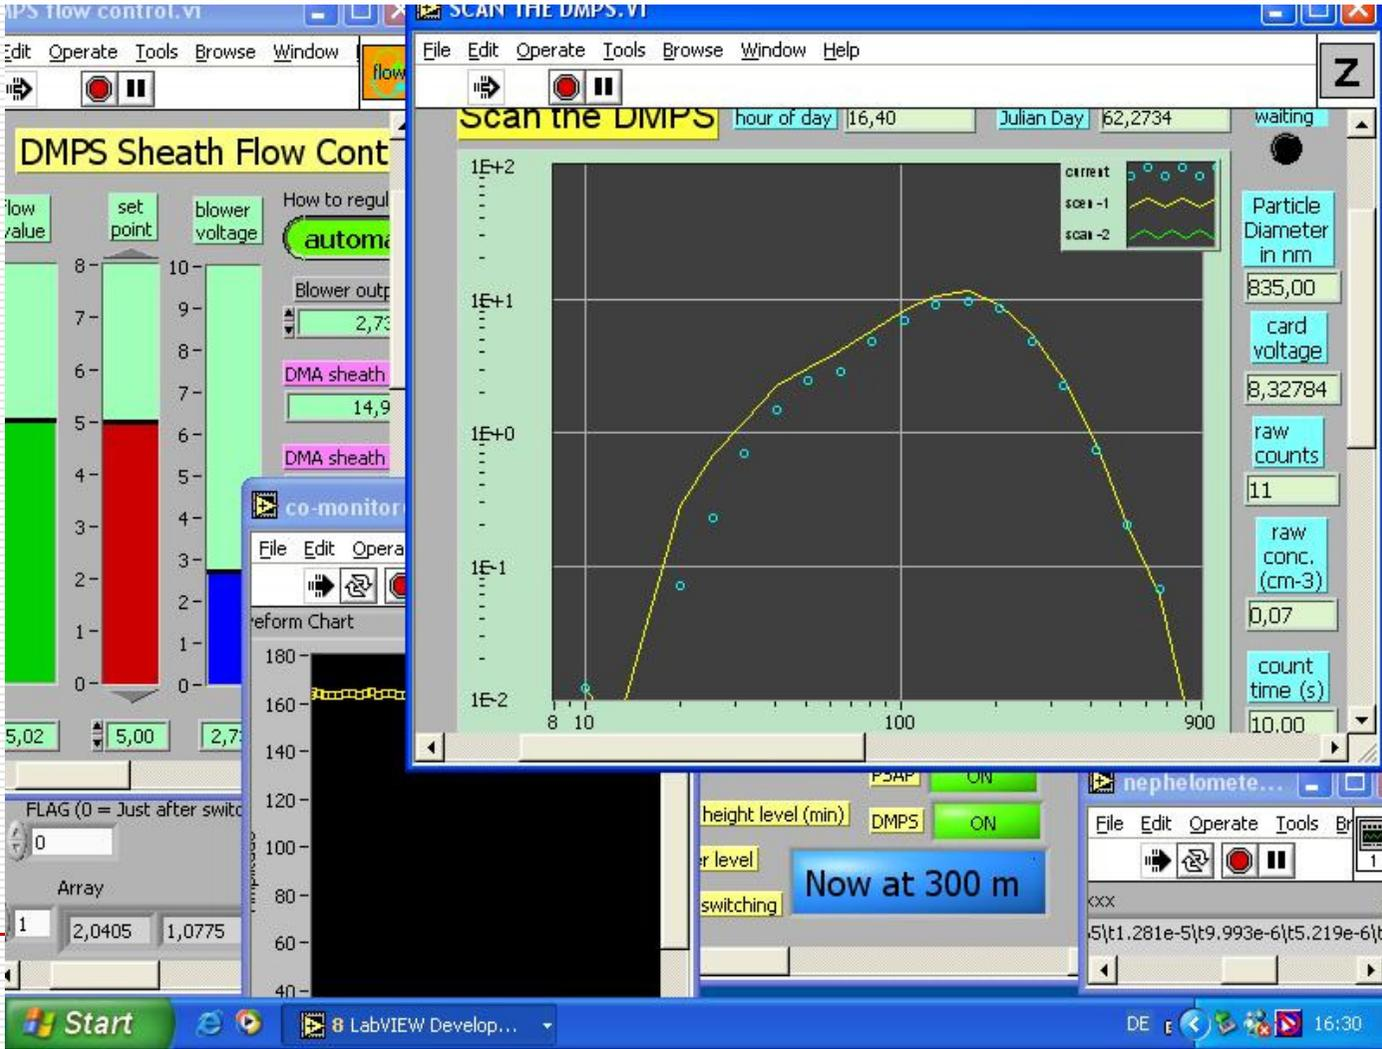 flow control.vi
Edit Operate Tools Browse Window
flow
DMPS Sheath Flow Cont
flow value
set point
blower voltage
How to regul
automa
Blower outp
2,73
DMA sheath
14,9
DMA sheath
8
7
6
5
4
3
2
1
0
10
9
8
7
6
5
4
3
2
1
0
5,02
5,00
2,7
SCAN THE DMPS.VI
File Edit Operate Tools Browse Window Help
Z
Scan the DMPS
hour of day 16,40
Julian Day 62,2734
waiting
current
scan -1
scan -2
1E+2
1E+1
1E+0
1E-1
1E-2
8 10 100 900
Particle Diameter in nm
835,00
card voltage
8,32784
raw counts
11
raw conc. (cm-3)
0,07
count time (s)
10,00
co-monitor
File Edit Opera
eform Chart
180
160
140
120
100
80
60
40
Amplitude
FLAG (0 = Just after switc
0
Array
1
2,0405 1,0775
PSAP ON
height level (min)
DMPS ON
r level
switching
Now at 300 m
nephelomete...
File Edit Operate Tools Br
1
xxx
5\t1.281e-5\t9.993e-6\t5.219e-6\t
Start
8 LabVIEW Develop...
DE
16:30